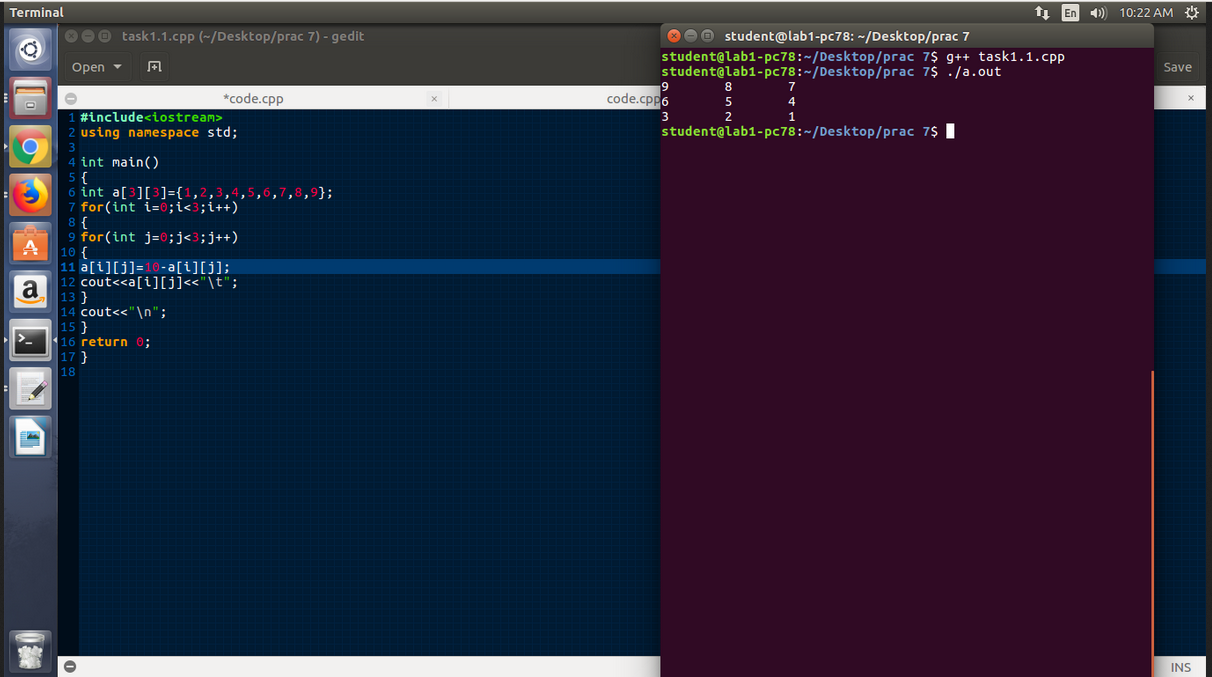 Terminal
En
10:22 AM
task1.1.cpp (~/Desktop/prac 7) - gedit
Open
Save
*code.cpp
code.cpp
1 #include<iostream>
2 using namespace std;
3
4 int main()
5 {
6 int a[3][3]={1,2,3,4,5,6,7,8,9};
7 for(int i=0;i<3;i++)
8 {
9 for(int j=0;j<3;j++)
10 {
11 a[i][j]=10-a[i][j];
12 cout<<a[i][j]<<"\t";
13 }
14 cout<<"\n";
15 }
16 return 0;
17 }
18
student@lab1-pc78: ~/Desktop/prac 7
student@lab1-pc78:~/Desktop/prac 7$ g++ task1.1.cpp
student@lab1-pc78:~/Desktop/prac 7$ ./a.out
9 8 7
6 5 4
3 2 1
student@lab1-pc78:~/Desktop/prac 7$
INS